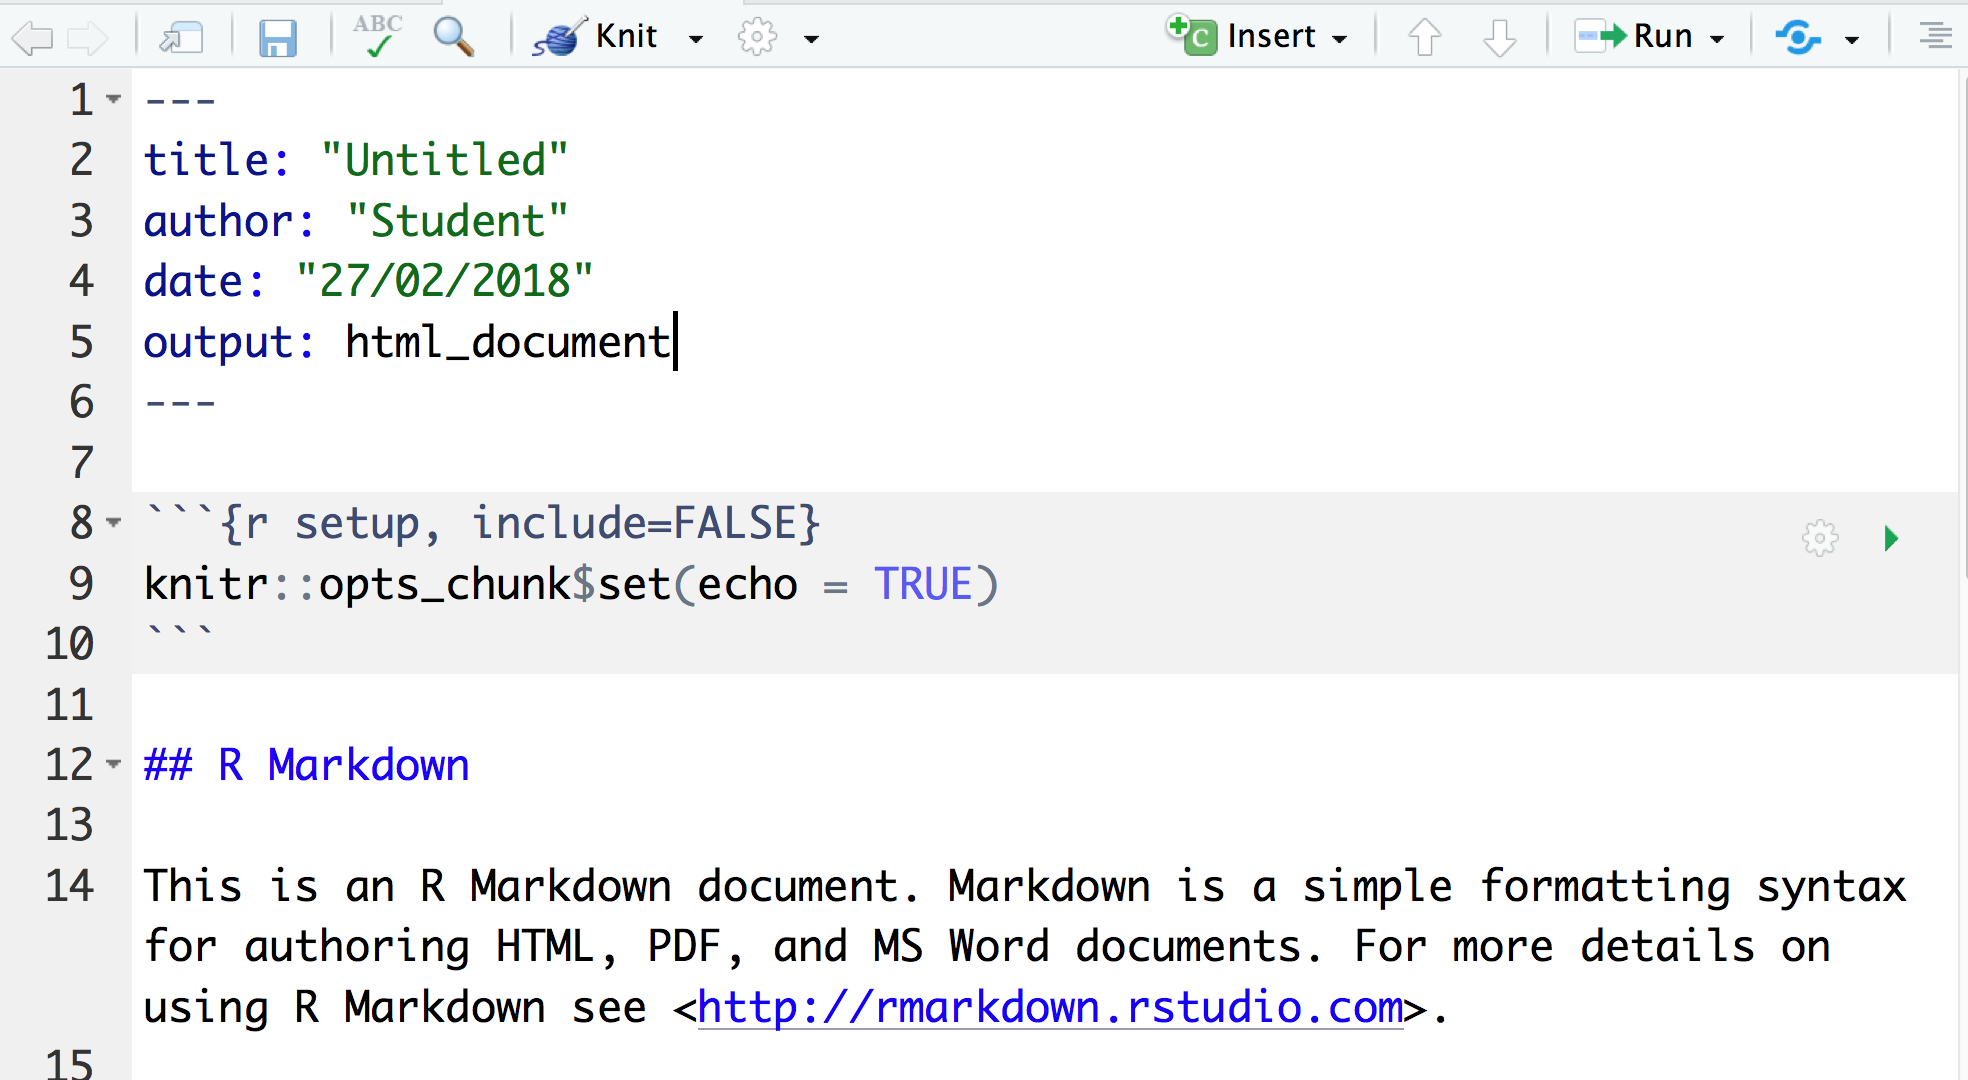 ABC Knit C Insert Run
1 ---
2 title: "Untitled"
3 author: "Student"
4 date: "27/02/2018"
5 output: html_document
6 ---
7
8 ```{r setup, include=FALSE}
9 knitr::opts_chunk$set(echo = TRUE)
10 ```
11
12 ## R Markdown
13
14 This is an R Markdown document. Markdown is a simple formatting syntax
for authoring HTML, PDF, and MS Word documents. For more details on
using R Markdown see <http://rmarkdown.rstudio.com>.
15